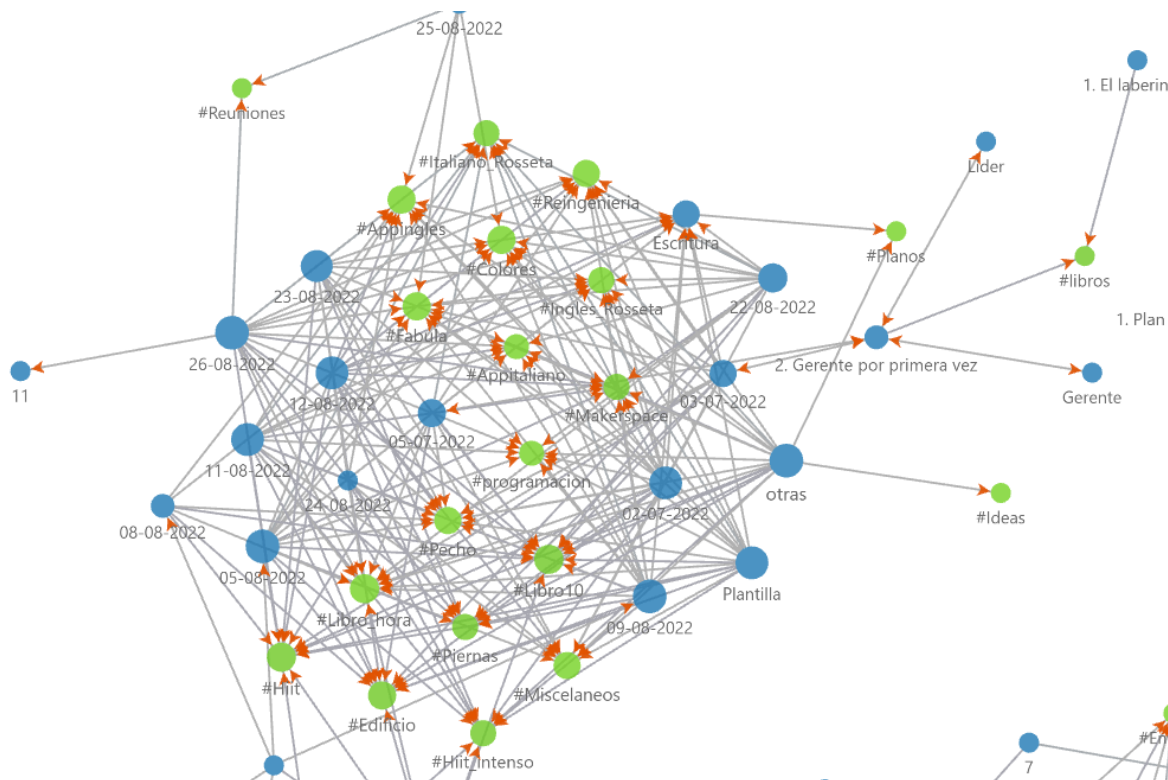 25-08-2022
1. El laberin
#Reuniones
#Italiano_Rosseta
Lider
#Reingenieria
#Appingles
Escritura
#Planos
#Colores
#libros
23-08-2022
#Ingles_Rosseta
22-08-2022
1. Plan
#Fabula
26-08-2022
#Appitaliano
2. Gerente por primera vez
11
12-08-2022
#Makerspace
03-07-2022
Gerente
05-07-2022
11-08-2022
#programacion
otras
24-08-2022
02-07-2022
#Ideas
08-08-2022
#Pecho
05-08-2022
#Libro10
Plantilla
#Libro_hora
09-08-2022
#Piernas
#Hiit
#Miscelaneos
#Edificio
#En
#Hiit_Intenso
7